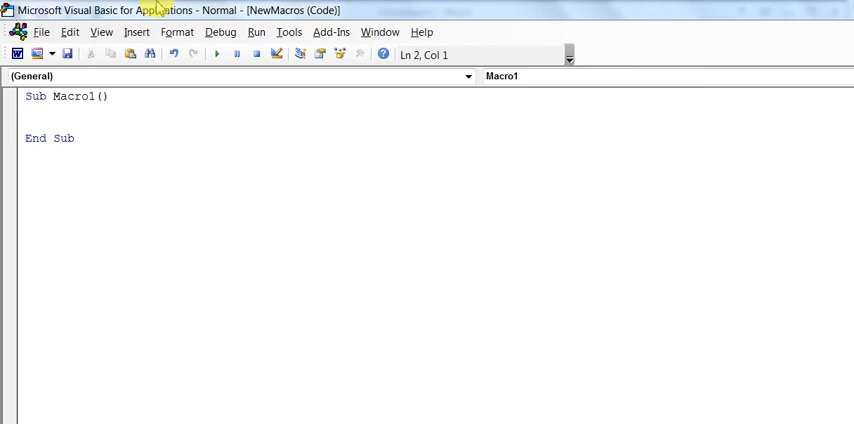 Microsoft Visual Basic for Applications - Normal - [NewMacros (Code)]
File Edit View Insert Format Debug Run Tools Add-Ins Window Help
W ? Ln 2, Col 1
(General) Macro1
Sub Macro1()
End Sub